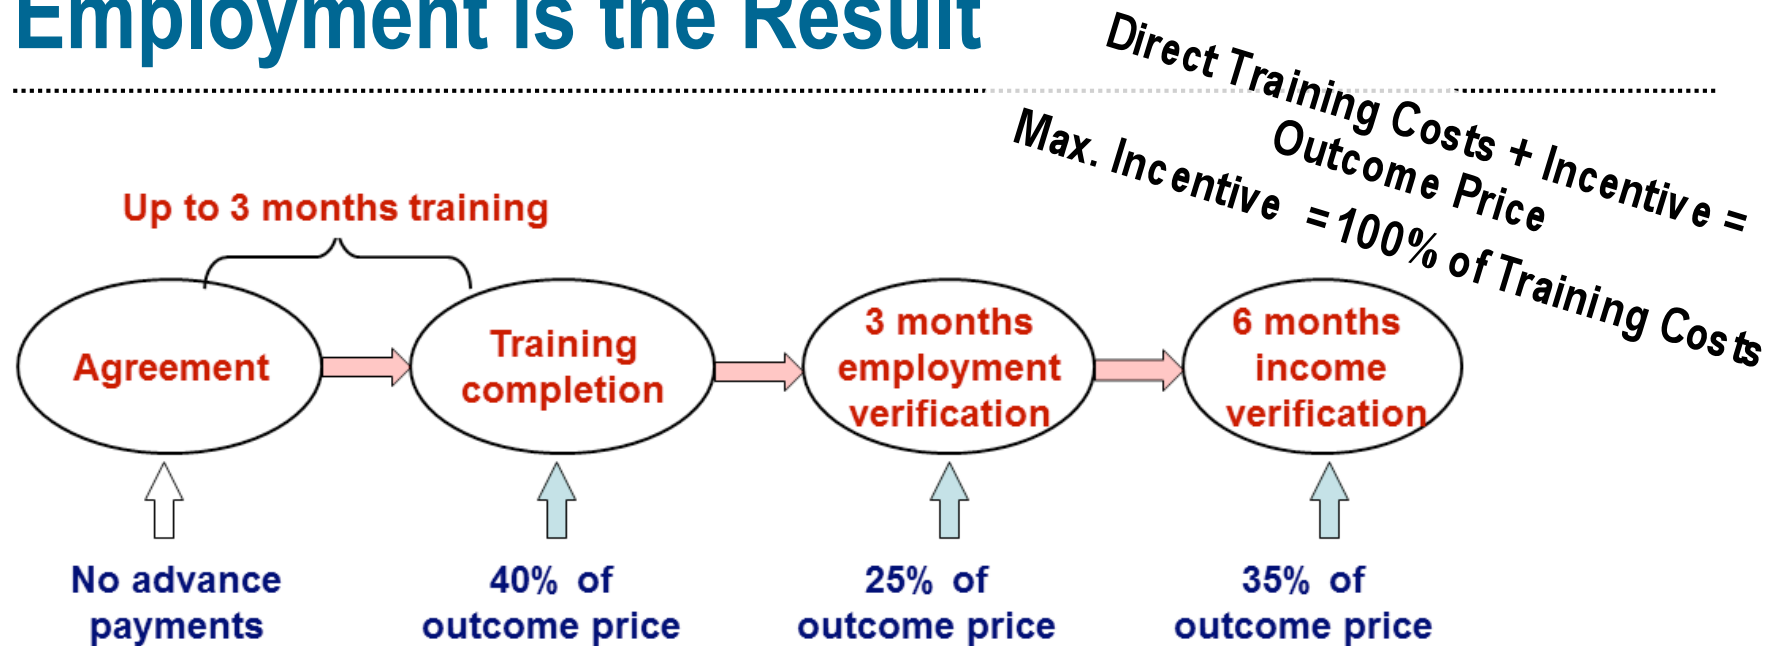 Employment is the Result
Direct Training Costs + Incentive =
Outcome Price
Max. Incentive = 100% of Training Costs
Up to 3 months training
Agreement
Training
completion
3 months
employment
verification
6 months
income
verification
No advance
payments
40% of
outcome price
25% of
outcome price
35% of
outcome price